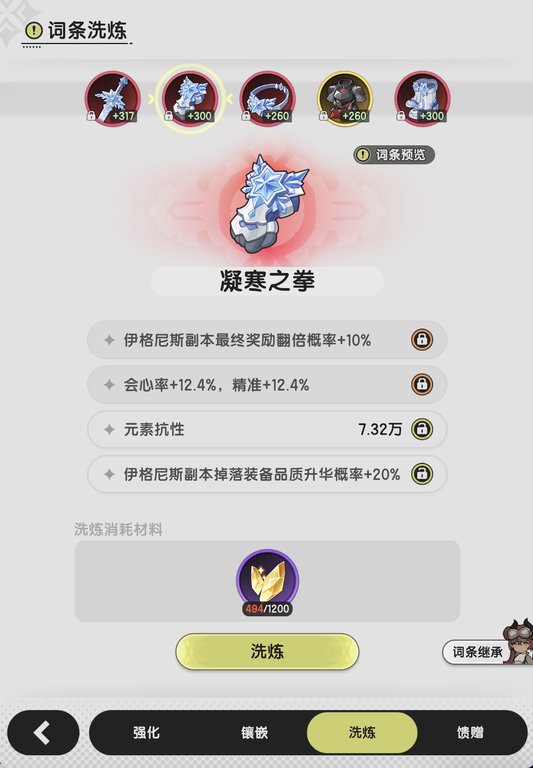 词条洗炼
+317
+300
+260
+260
+300
词条预览
凝寒之拳
伊格尼斯副本最终奖励翻倍概率+10%
会心率+12.4%，精准+12.4%
元素抗性 7.32万
伊格尼斯副本掉落装备品质升华概率+20%
洗炼消耗材料
494/1200
洗炼
词条继承
强化
镶嵌
洗炼
馈赠